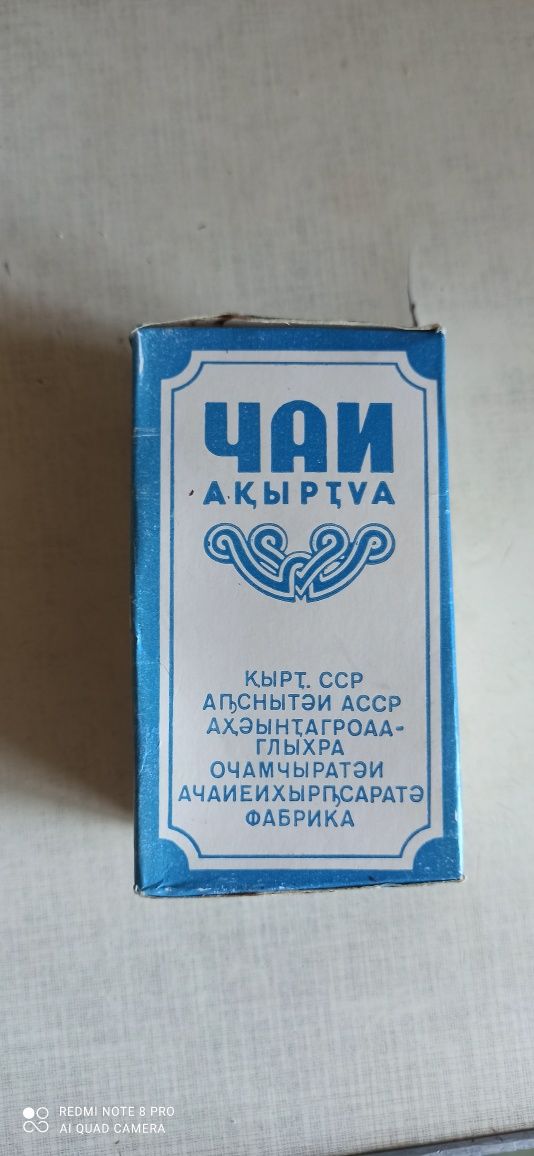 ЧАИ
АҚЫРҬУА
ҚЫРҬ. ССР
АҦСНЫТӘИ АССР
АҲӘЫНҬАГРОАА-
ГЛЫХРА
ОЧАМЧЫРАТӘИ
АЧАИЕИХЫРҦСАРАТӘ
ФАБРИКА
REDMI NOTE 8 PRO
AI QUAD CAMERA